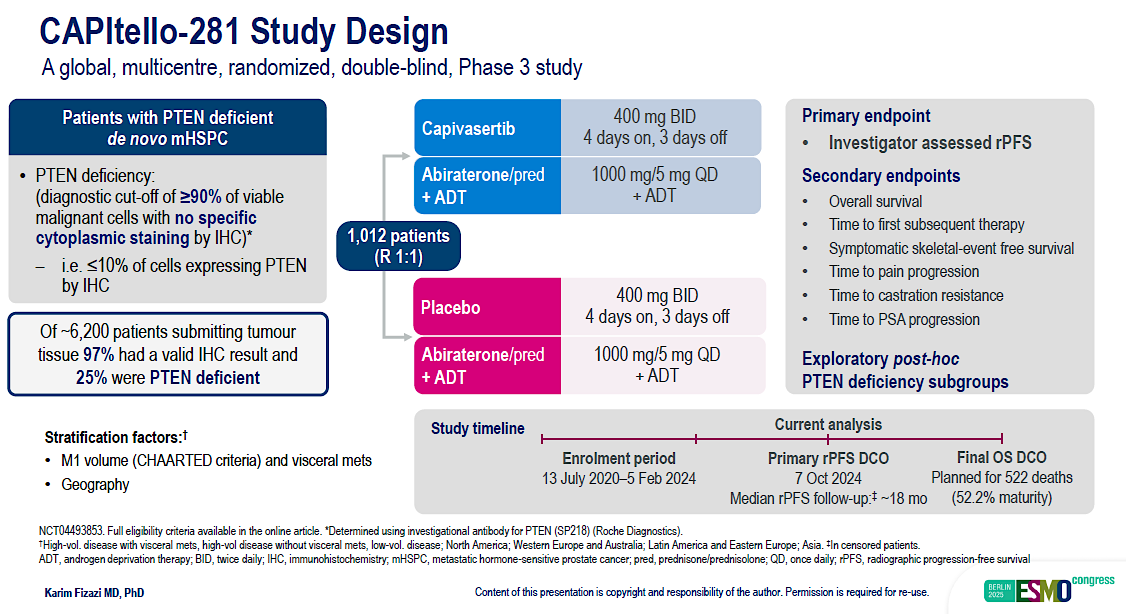 CAPItello-281 Study Design
A global, multicentre, randomized, double-blind, Phase 3 study
Patients with PTEN deficient
de novo mHSPC
• PTEN deficiency:
(diagnostic cut-off of ≥90% of viable
malignant cells with no specific
cytoplasmic staining by IHC)*
– i.e. ≤10% of cells expressing PTEN
by IHC
Of ~6,200 patients submitting tumour
tissue 97% had a valid IHC result and
25% were PTEN deficient
Stratification factors:†
• M1 volume (CHAARTED criteria) and visceral mets
• Geography
1,012 patients
(R 1:1)
Capivasertib
400 mg BID
4 days on, 3 days off
Abiraterone/pred
+ ADT
1000 mg/5 mg QD
+ ADT
Placebo
400 mg BID
4 days on, 3 days off
Abiraterone/pred
+ ADT
1000 mg/5 mg QD
+ ADT
Primary endpoint
• Investigator assessed rPFS
Secondary endpoints
• Overall survival
• Time to first subsequent therapy
• Symptomatic skeletal-event free survival
• Time to pain progression
• Time to castration resistance
• Time to PSA progression
Exploratory post-hoc
PTEN deficiency subgroups
Study timeline
Current analysis
Enrolment period
13 July 2020–5 Feb 2024
Primary rPFS DCO
7 Oct 2024
Median rPFS follow-up:‡ ~18 mo
Final OS DCO
Planned for 522 deaths
(52.2% maturity)
NCT04493853. Full eligibility criteria available in the online article. *Determined using investigational antibody for PTEN (SP218) (Roche Diagnostics).
†High-vol. disease with visceral mets, high-vol disease without visceral mets, low-vol. disease; North America; Western Europe and Australia; Latin America and Eastern Europe; Asia. ‡In censored patients.
ADT, androgen deprivation therapy; BID, twice daily; IHC, immunohistochemistry; mHSPC, metastatic hormone-sensitive prostate cancer; pred, prednisone/prednisolone; QD, once daily; rPFS, radiographic progression-free survival
Karim Fizazi MD, PhD
Content of this presentation is copyright and responsibility of the author. Permission is required for re-use.
BERLIN
2025
ESMO congress